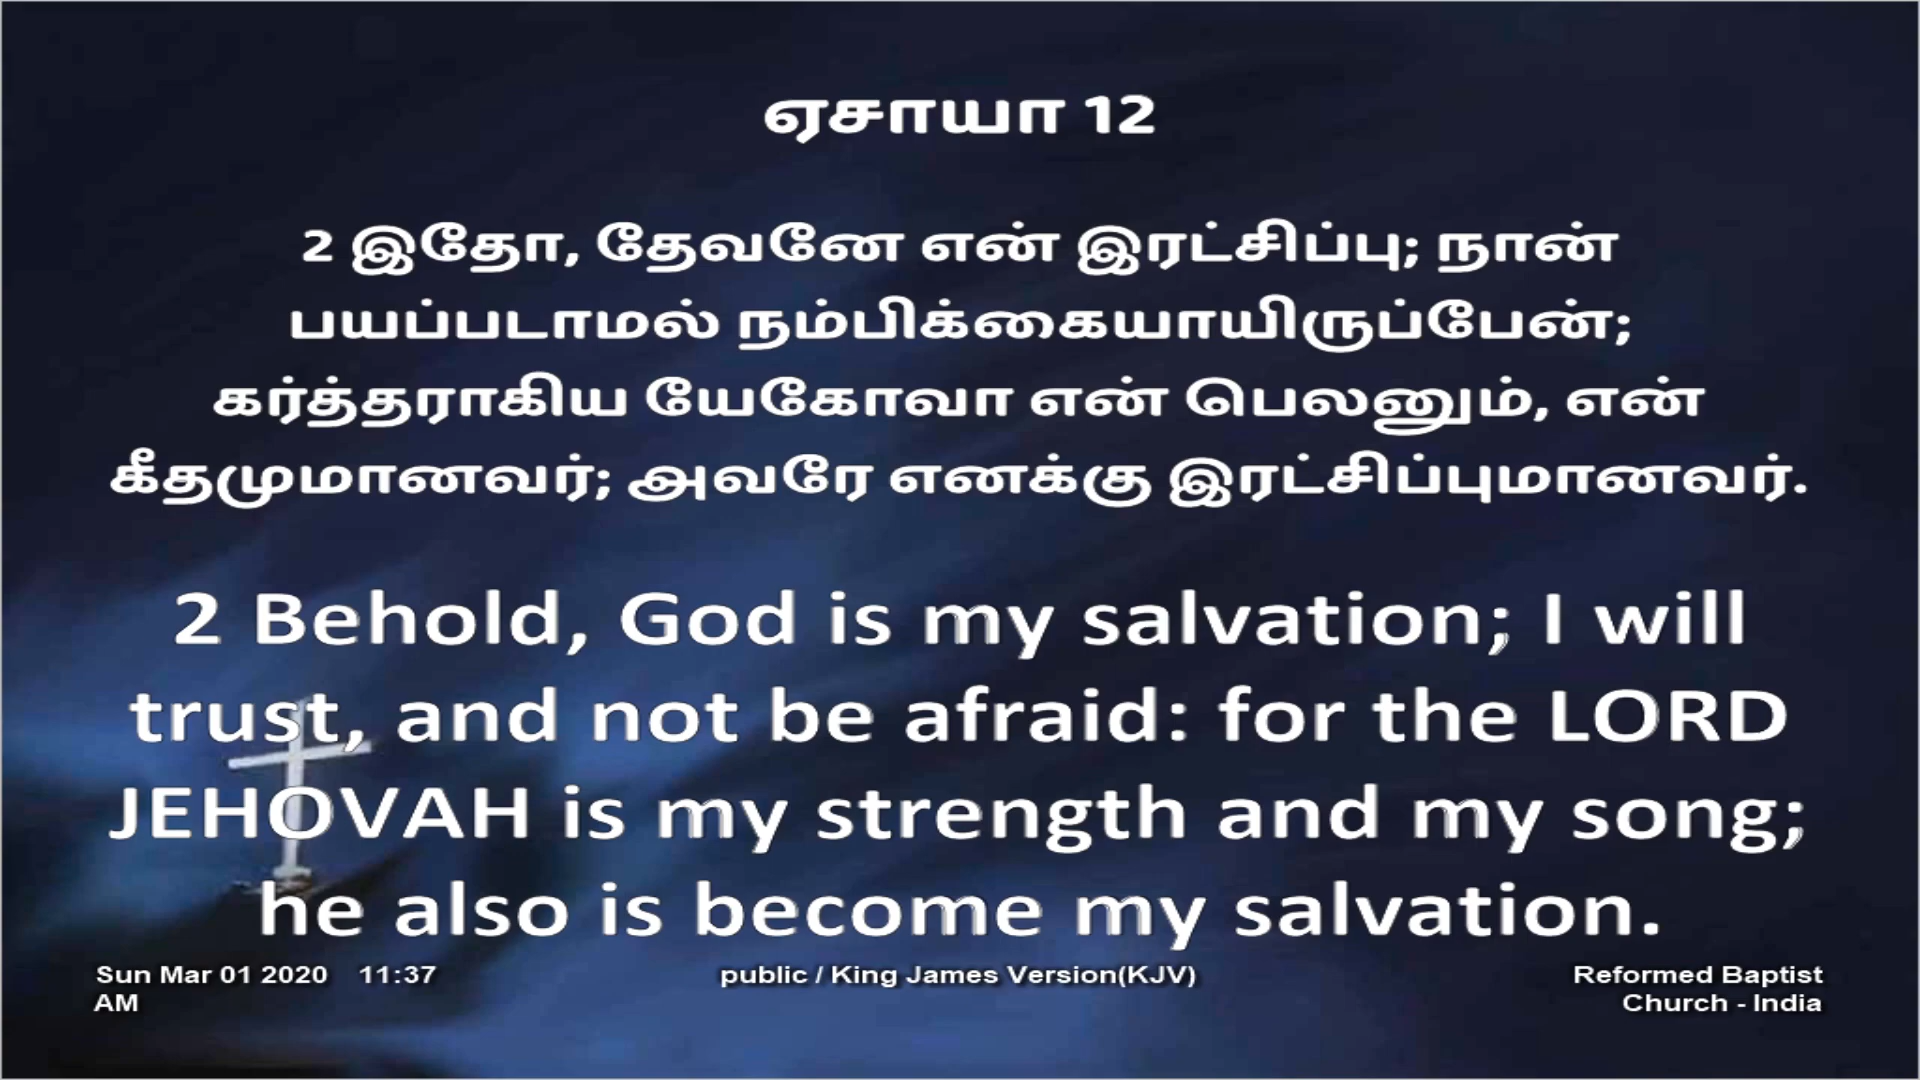 ஏசாயா 12
2 இதோ, தேவனே என் இரட்சிப்பு; நான்
பயப்படாமல் நம்பிக்கையாயிருப்பேன்;
கர்த்தராகிய யேகோவா என் பெலனும், என்
கீதமுமானவர்; அவரே எனக்கு இரட்சிப்புமானவர்.
2 Behold, God is my salvation; I will
trust, and not be afraid: for the LORD
JEHOVAH is my strength and my song;
he also is become my salvation.
Sun Mar 01 2020 11:37
AM
public / King James Version(KJV)
Reformed Baptist
Church - India